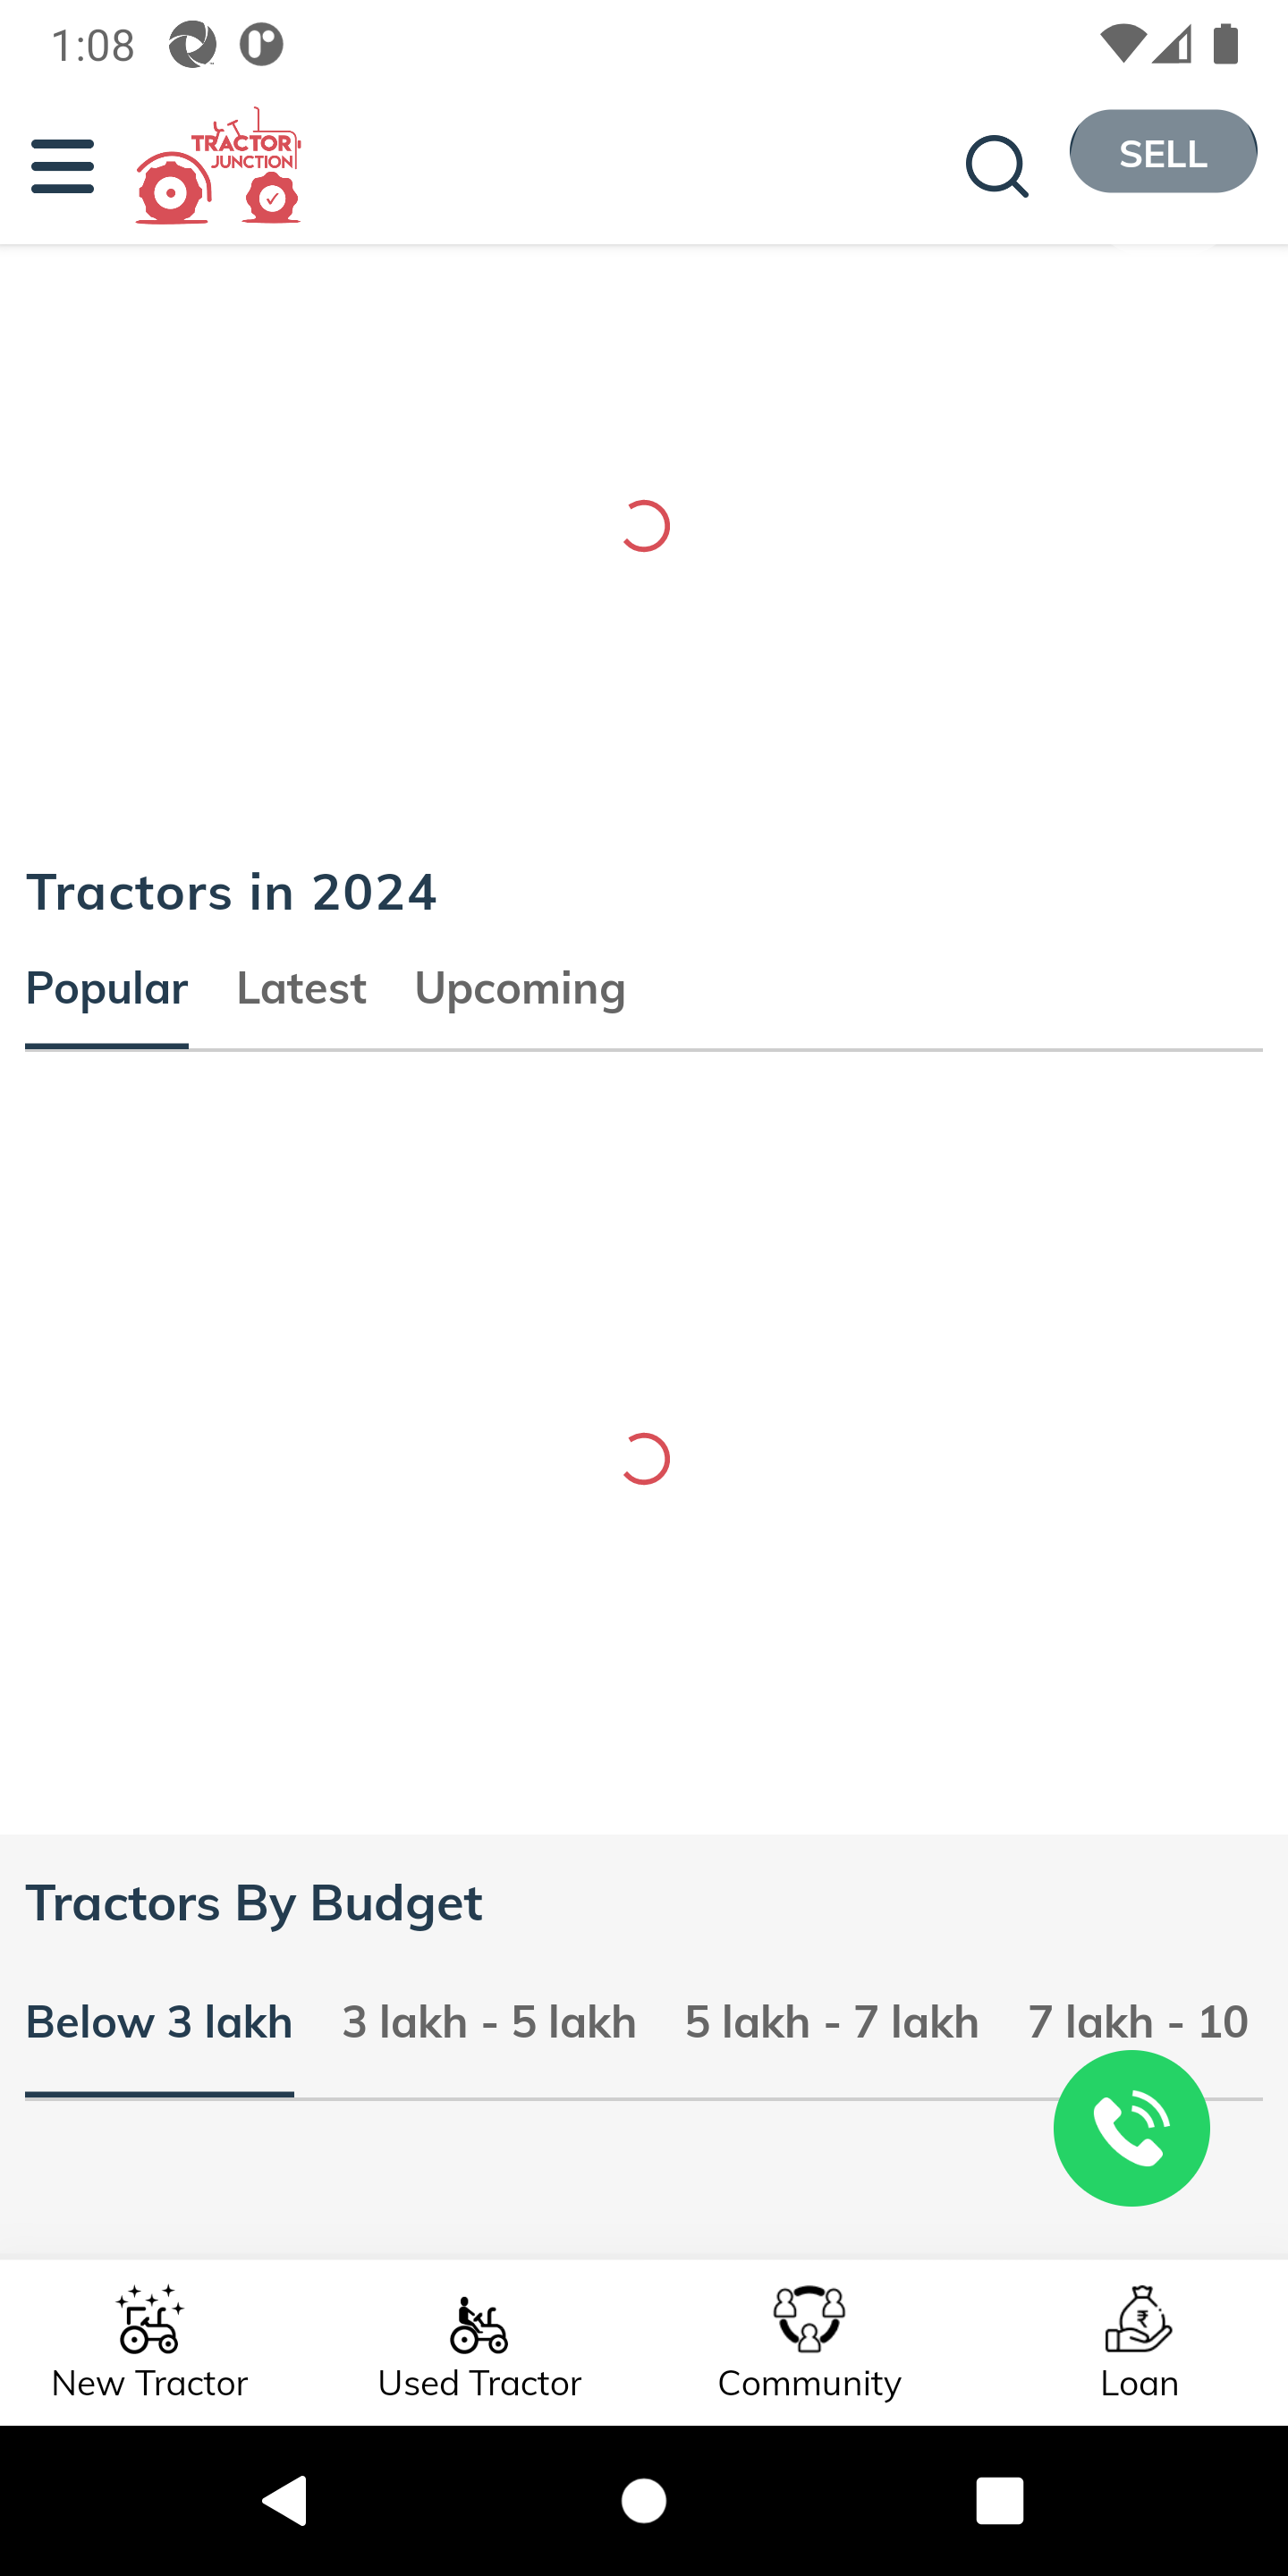 1:08
TRACTOR
JUNCTION
SELL
Tractors in 2024
Popular Latest Upcoming
Tractors By Budget
Below 3 lakh 3 lakh - 5 lakh 5 lakh - 7 lakh 7 lakh - 10
New Tractor Used Tractor Community Loan